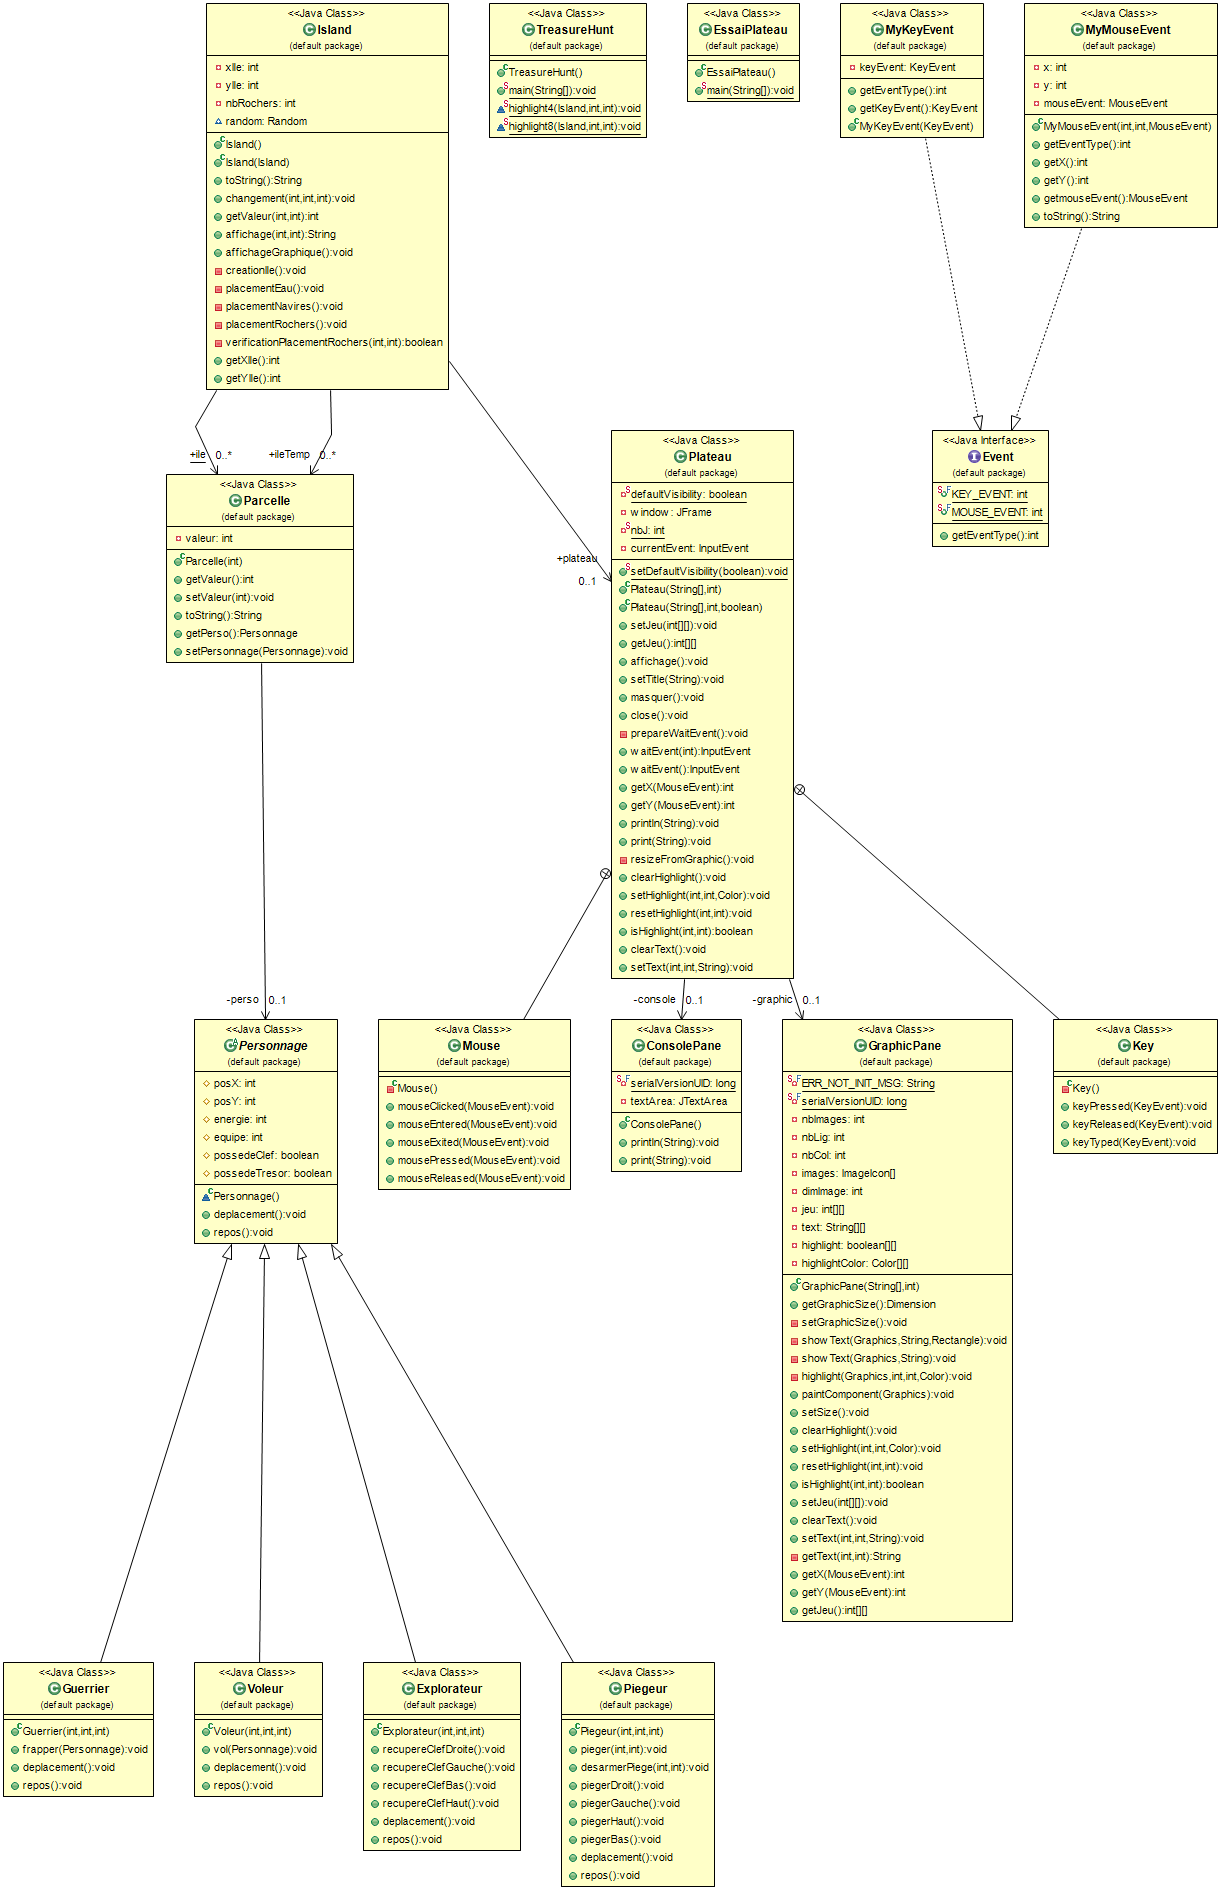 <<Java Class>>
Island
(default package)
xIle: int
yIle: int
nbRochers: int
random: Random
Island()
Island(Island)
toString():String
changement(int,int,int):void
getValeur(int,int):int
affichage(int,int):String
affichageGraphique():void
creationIle():void
placementEau():void
placementNavires():void
placementRochers():void
verificationPlacementRochers(int,int):boolean
getXIle():int
getYIle():int
<<Java Class>>
TreasureHunt
(default package)
TreasureHunt()
main(String[]):void
highlight4(Island,int,int):void
highlight8(Island,int,int):void
<<Java Class>>
EssaiPlateau
(default package)
EssaiPlateau()
main(String[]):void
<<Java Class>>
MyKeyEvent
(default package)
keyEvent: KeyEvent
getEventType():int
getKeyEvent():KeyEvent
MyKeyEvent(KeyEvent)
<<Java Class>>
MyMouseEvent
(default package)
x: int
y: int
mouseEvent: MouseEvent
MyMouseEvent(int,int,MouseEvent)
getEventType():int
getX():int
getY():int
getmouseEvent():MouseEvent
toString():String
+ile 0..*
+ileTemp 0..*
+plateau
0..1
<<Java Class>>
Parcelle
(default package)
valeur: int
Parcelle(int)
getValeur():int
setValeur(int):void
toString():String
getPerso():Personnage
setPersonnage(Personnage):void
<<Java Class>>
Plateau
(default package)
defaultVisibility: boolean
window: JFrame
nbJ: int
currentEvent: InputEvent
setDefaultVisibility(boolean):void
Plateau(String[],int)
Plateau(String[],int,boolean)
setJeu(int[][]):void
getJeu():int[][]
affichage():void
setTitle(String):void
masquer():void
close():void
prepareWaitEvent():void
waitEvent(int):InputEvent
waitEvent():InputEvent
getX(MouseEvent):int
getY(MouseEvent):int
println(String):void
print(String):void
resizeFromGraphic():void
clearHighlight():void
setHighlight(int,int,Color):void
resetHighlight(int,int):void
isHighlight(int,int):boolean
clearText():void
setText(int,int,String):void
<<Java Interface>>
Event
(default package)
KEY_EVENT: int
MOUSE_EVENT: int
getEventType():int
-perso 0..1
-console 0..1
-graphic 0..1
<<Java Class>>
Personnage
(default package)
posX: int
posY: int
energie: int
equipe: int
possedeClef: boolean
possedeTresor: boolean
Personnage()
deplacement():void
repos():void
<<Java Class>>
Mouse
(default package)
Mouse()
mouseClicked(MouseEvent):void
mouseEntered(MouseEvent):void
mouseExited(MouseEvent):void
mousePressed(MouseEvent):void
mouseReleased(MouseEvent):void
<<Java Class>>
ConsolePane
(default package)
serialVersionUID: long
textArea: JTextArea
ConsolePane()
println(String):void
print(String):void
<<Java Class>>
GraphicPane
(default package)
ERR_NOT_INIT_MSG: String
serialVersionUID: long
nbImages: int
nbLig: int
nbCol: int
images: ImageIcon[]
dimImage: int
jeu: int[][]
text: String[][]
highlight: boolean[][]
highlightColor: Color[][]
GraphicPane(String[],int)
getGraphicSize():Dimension
setGraphicSize():void
showText(Graphics,String,Rectangle):void
showText(Graphics,String):void
highlight(Graphics,int,int,Color):void
paintComponent(Graphics):void
setSize():void
clearHighlight():void
setHighlight(int,int,Color):void
resetHighlight(int,int):void
isHighlight(int,int):boolean
setJeu(int[][]):void
clearText():void
setText(int,int,String):void
getText(int,int):String
getX(MouseEvent):int
getY(MouseEvent):int
getJeu():int[][]
<<Java Class>>
Key
(default package)
Key()
keyPressed(KeyEvent):void
keyReleased(KeyEvent):void
keyTyped(KeyEvent):void
<<Java Class>>
Guerrier
(default package)
Guerrier(int,int,int)
frapper(Personnage):void
deplacement():void
repos():void
<<Java Class>>
Voleur
(default package)
Voleur(int,int,int)
vol(Personnage):void
deplacement():void
repos():void
<<Java Class>>
Explorateur
(default package)
Explorateur(int,int,int)
recupereClefDroite():void
recupereClefGauche():void
recupereClefBas():void
recupereClefHaut():void
deplacement():void
repos():void
<<Java Class>>
Piegeur
(default package)
Piegeur(int,int,int)
pieger(int,int):void
desarmerPiege(int,int):void
piegerDroit():void
piegerGauche():void
piegerHaut():void
piegerBas():void
deplacement():void
repos():void